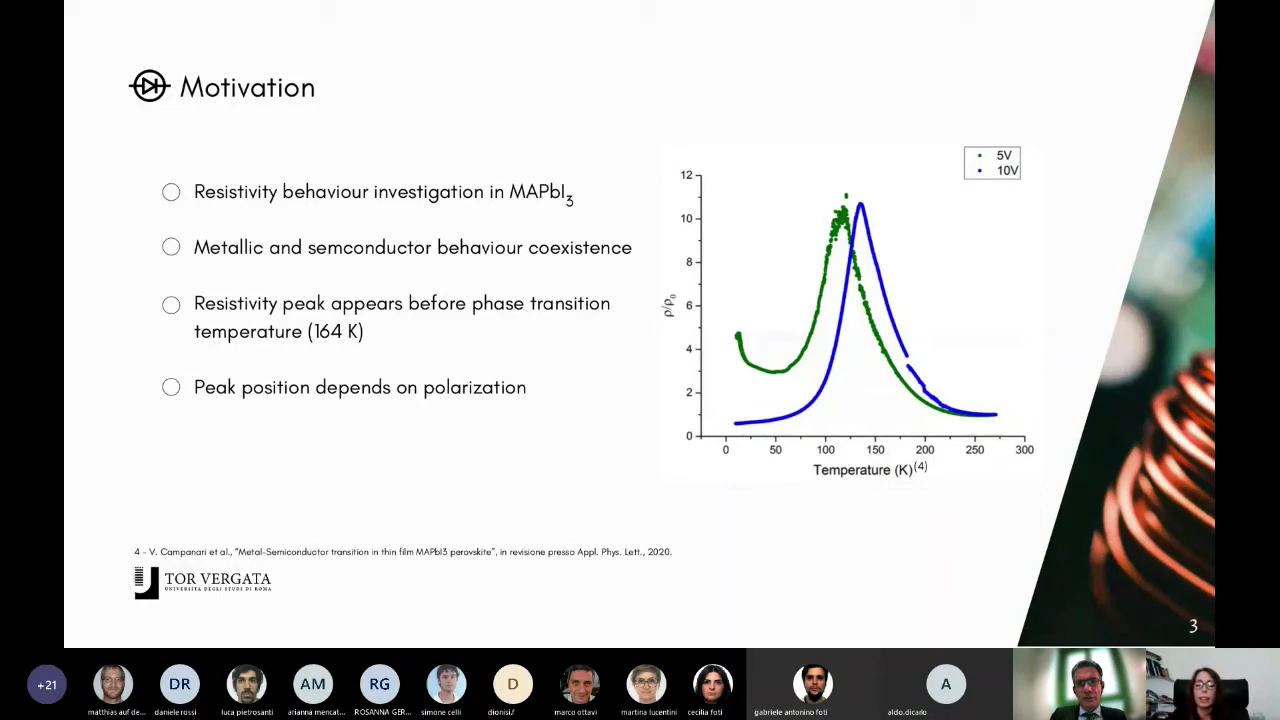 Motivation
Resistivity behaviour investigation in MAPbI3
Metallic and semconductor behaviour coexistence
Resistivity peak appears before phase transition
temperature (164 K)
Peak position depends on polarization
5V
10V
12
10
8
6
4
2
0
ρ/ρ0
0 50 100 150 200 250 300
Temperature (K)(4)
4 - V. Campanari et al., "Metal-Semiconductor transition in thin film MAPbI3 perovskite", in revisione presso Appl. Phys. Lett., 2020.
TOR VERGATA
UNIVERSITÀ DEGLI STUDI DI ROMA
3
+21
DR
AM
RG
D
A
matthias auf de...
daniele rossi
luca pietrosanti
arianna mencat...
ROSANNA GER...
simone celli
dionisi.f
marco ottavi
martina lucentini
cecilia foti
gabriele antonino foti
aldo.dicarlo